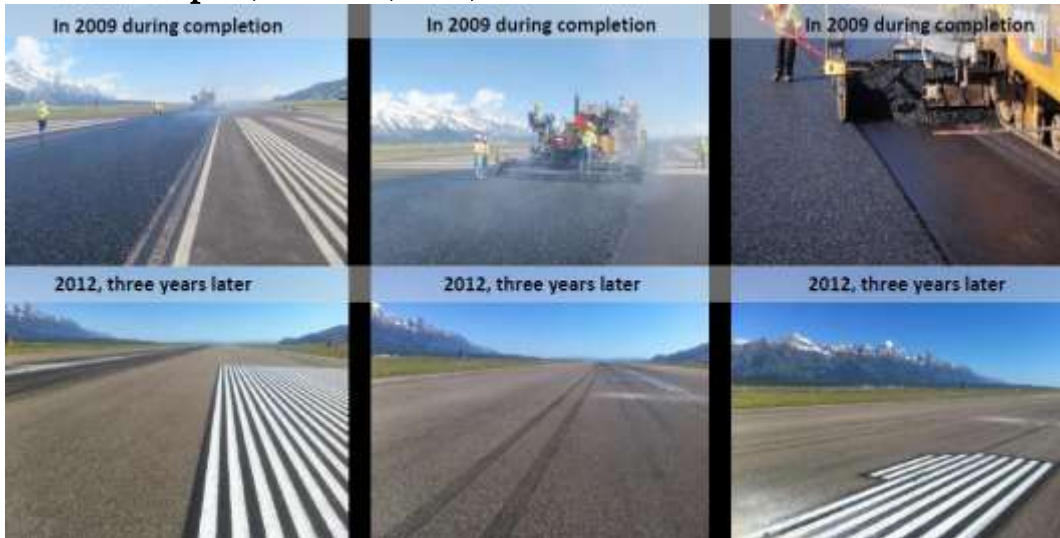 In 2009 during completion
In 2009 during completion
In 2009 during completion
2012, three years later
2012, three years later
2012, three years later